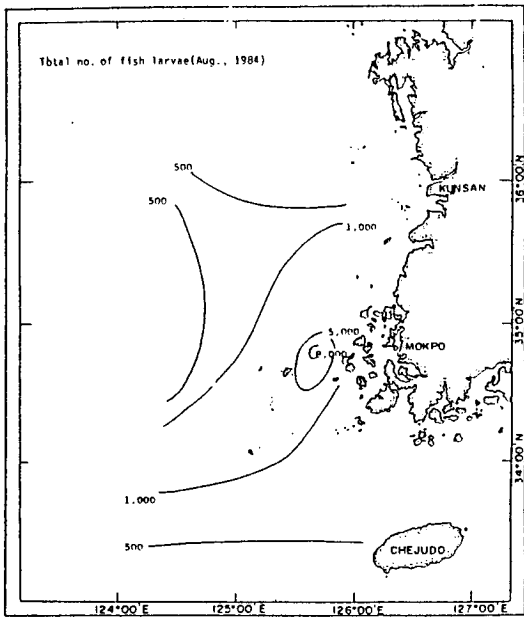 Total no. of fish larvae(Aug., 1984)
500
500
1,000
5,000
1.000
500
KUNSAN
MOKPO
CHEJUDO
36°00'N
35°00'N
34°00'N
124°00'E
125°00'E
126°00'E
127°00'E